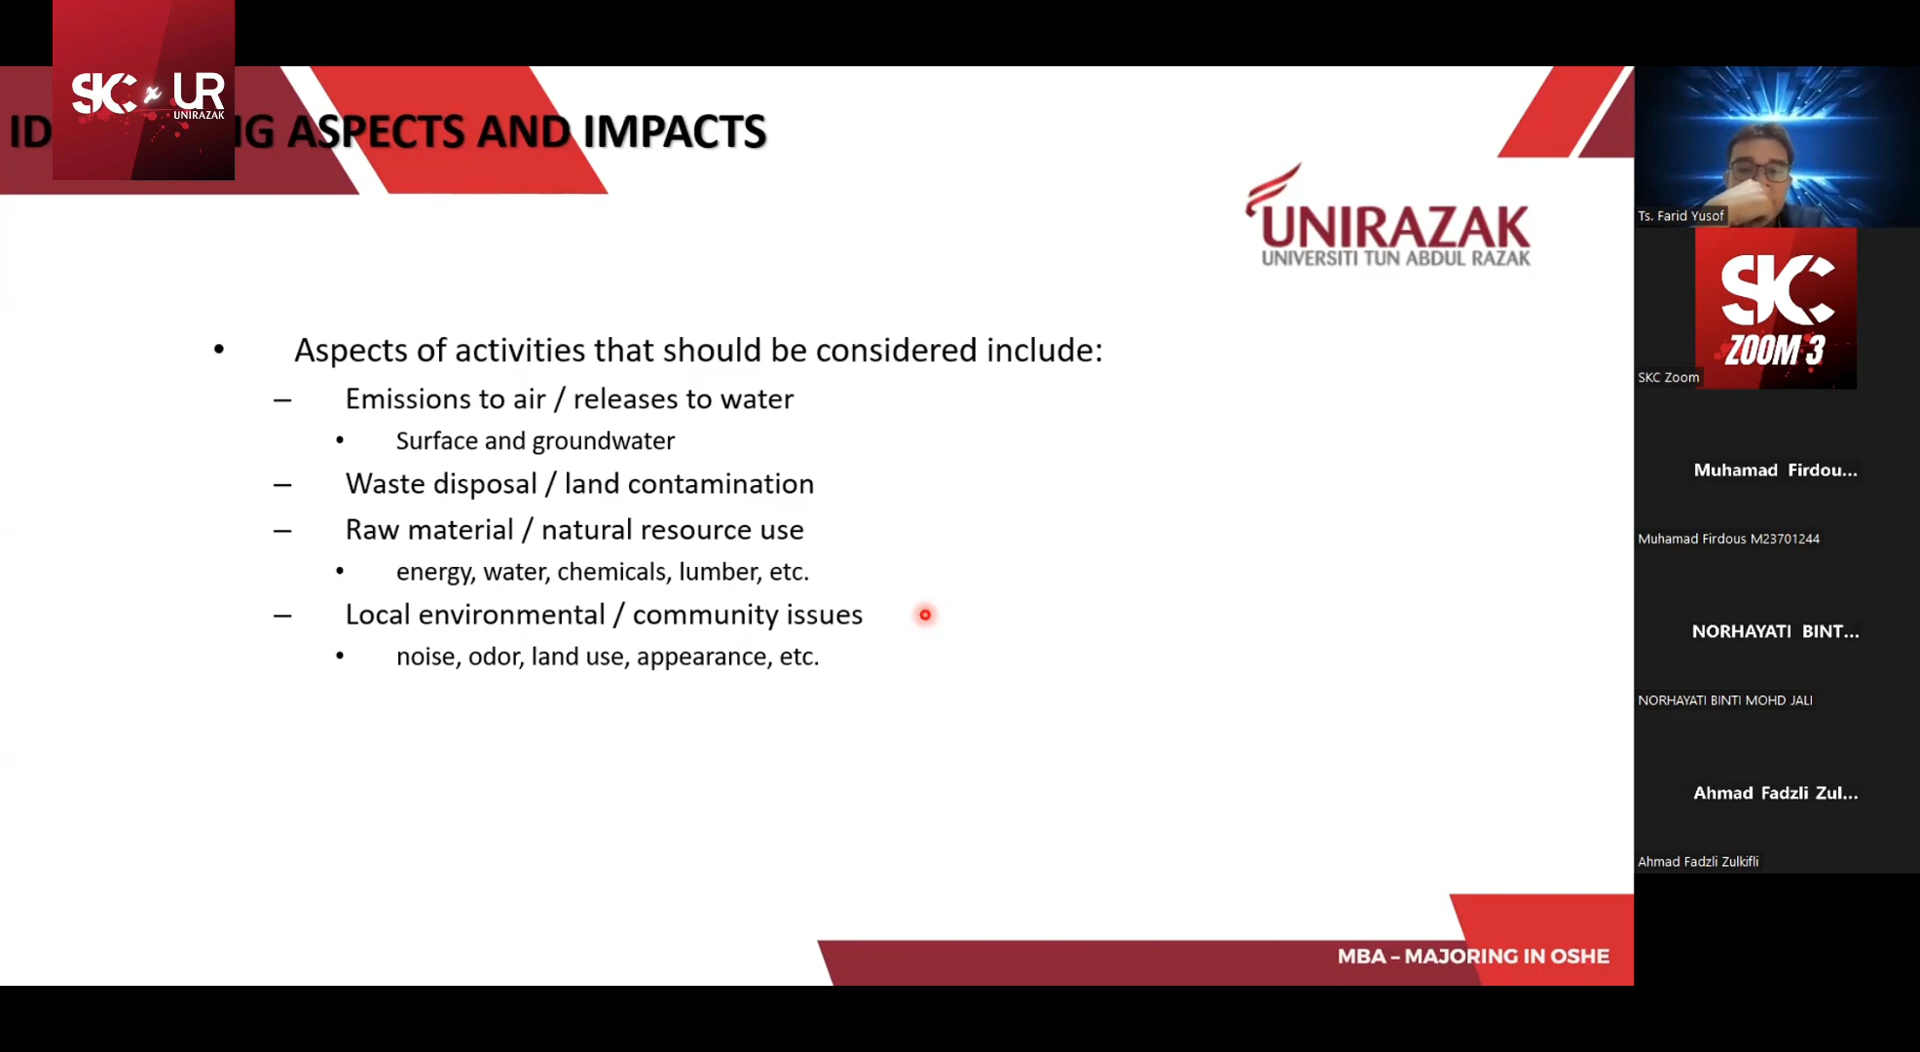 SKC x UR
UNIRAZAK
ASPECTS AND IMPACTS
UNIRAZAK
UNIVERSITI TUN ABDUL RAZAK
• Aspects of activities that should be considered include:
– Emissions to air / releases to water
• Surface and groundwater
– Waste disposal / land contamination
– Raw material / natural resource use
• energy, water, chemicals, lumber, etc.
– Local environmental / community issues
• noise, odor, land use, appearance, etc.
MBA – MAJORING IN OSHE
Ts. Farid Yusof
SKC
ZOOM 3
SKC Zoom
Muhamad Firdou...
Muhamad Firdous M23701244
NORHAYATI BINT...
NORHAYATI BINTI MOHD JALI
Ahmad Fadzli Zul...
Ahmad Fadzli Zulkifli